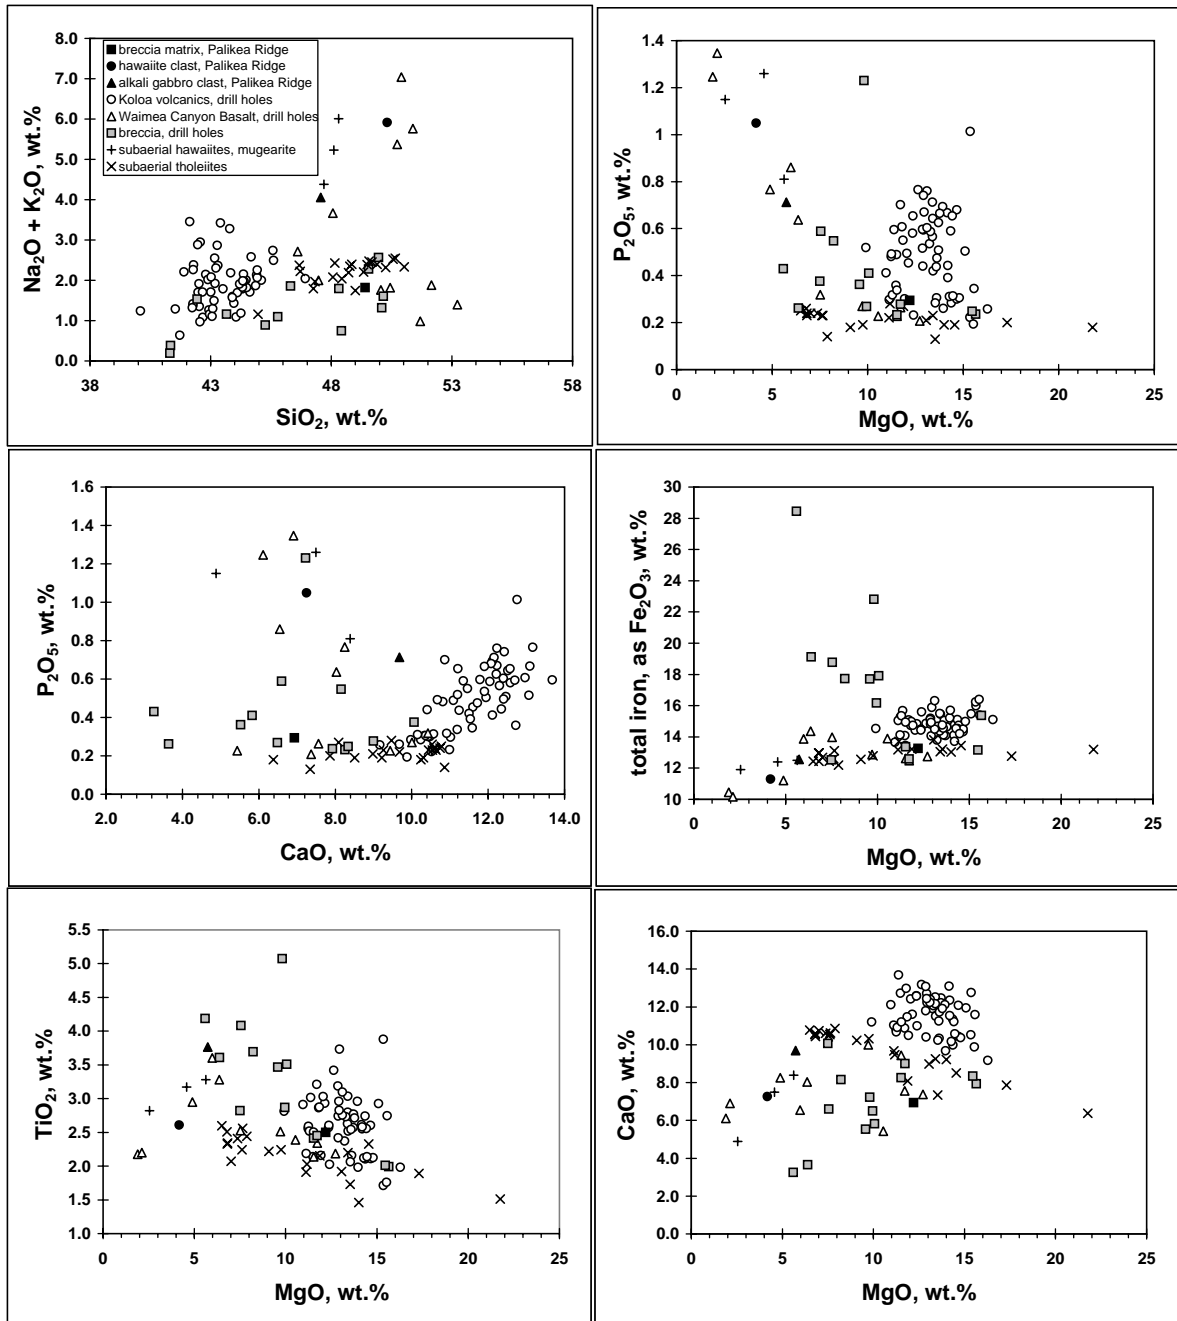 8.0
7.0
6.0
5.0
4.0
3.0
2.0
1.0
0.0
Na₂O + K₂O, wt.%
breccia matrix, Palikea Ridge
hawaiite clast, Palikea Ridge
alkali gabbro clast, Palikea Ridge
Koloa volcanics, drill holes
Waimea Canyon Basalt, drill holes
breccia, drill holes
subaerial hawaiites, mugearite
subaerial tholeiites
38 43 48 53 58
SiO₂, wt.%
1.4
1.2
1
0.8
0.6
0.4
0.2
0
P₂O₅, wt.%
0 5 10 15 20 25
MgO, wt.%
1.6
1.4
1.2
1.0
0.8
0.6
0.4
0.2
0.0
P₂O₅, wt.%
2.0 4.0 6.0 8.0 10.0 12.0 14.0
CaO, wt.%
30
28
26
24
22
20
18
16
14
12
10
total iron, as Fe₂O₃, wt.%
0 5 10 15 20 25
MgO, wt.%
5.5
5.0
4.5
4.0
3.5
3.0
2.5
2.0
1.5
1.0
TiO₂, wt.%
0 5 10 15 20 25
MgO, wt.%
16.0
14.0
12.0
10.0
8.0
6.0
4.0
2.0
0.0
CaO, wt.%
0 5 10 15 20 25
MgO, wt.%